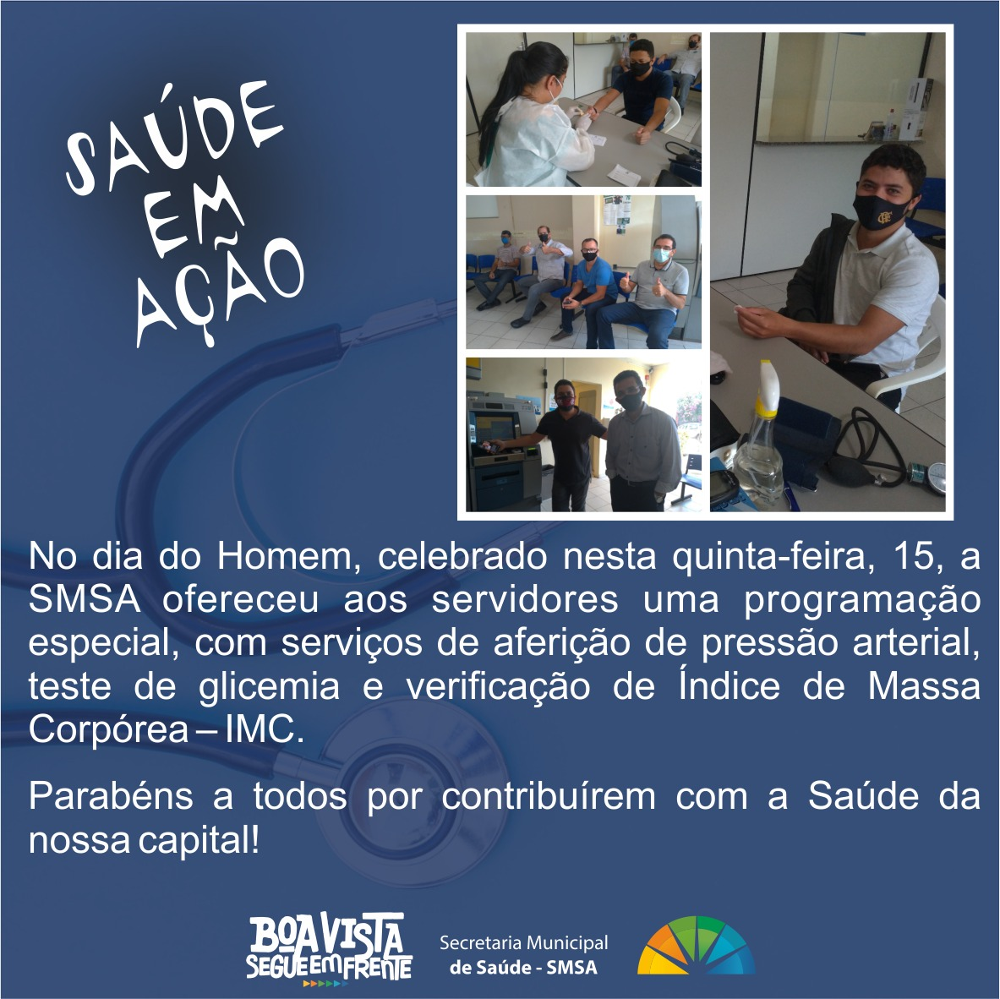 SAÚDE
EM
AÇÃO
No dia do Homem, celebrado nesta quinta-feira, 15, a
SMSA ofereceu aos servidores uma programação
especial, com serviços de aferição de pressão arterial,
teste de glicemia e verificação de Índice de Massa
Corpórea – IMC.
Parabéns a todos por contribuírem com a Saúde da
nossa capital!
BOA VISTA
SEGUE EM FRENTE
Secretaria Municipal
de Saúde - SMSA